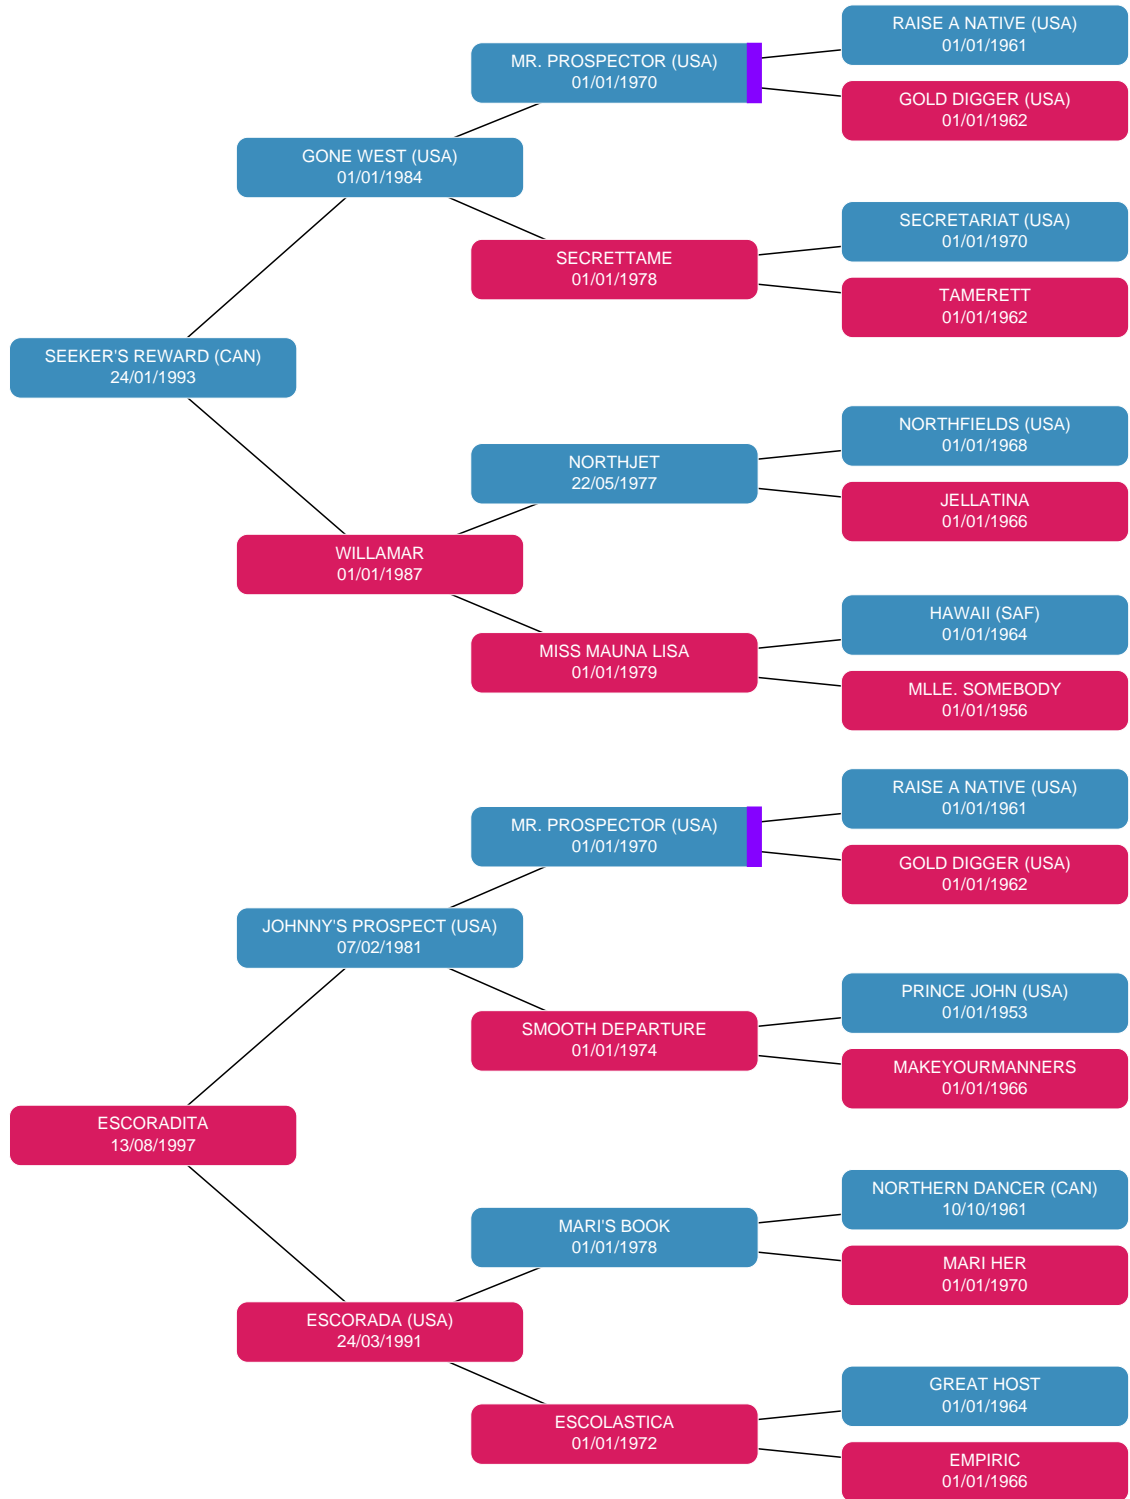 RAISE A NATIVE (USA)
01/01/1961
MR. PROSPECTOR (USA)
01/01/1970
GOLD DIGGER (USA)
01/01/1962
GONE WEST (USA)
01/01/1984
SECRETARIAT (USA)
01/01/1970
SECRETTAME
01/01/1978
TAMERETT
01/01/1962
SEEKER'S REWARD (CAN)
24/01/1993
NORTHFIELDS (USA)
01/01/1968
NORTHJET
22/05/1977
JELLATINA
01/01/1966
WILLAMAR
01/01/1987
HAWAII (SAF)
01/01/1964
MISS MAUNA LISA
01/01/1979
MLLE. SOMEBODY
01/01/1956
RAISE A NATIVE (USA)
01/01/1961
MR. PROSPECTOR (USA)
01/01/1970
GOLD DIGGER (USA)
01/01/1962
JOHNNY'S PROSPECT (USA)
07/02/1981
PRINCE JOHN (USA)
01/01/1953
SMOOTH DEPARTURE
01/01/1974
MAKEYOURMANNERS
01/01/1966
ESCORADITA
13/08/1997
NORTHERN DANCER (CAN)
10/10/1961
MARI'S BOOK
01/01/1978
MARI HER
01/01/1970
ESCORADA (USA)
24/03/1991
GREAT HOST
01/01/1964
ESCOLASTICA
01/01/1972
EMPIRIC
01/01/1966